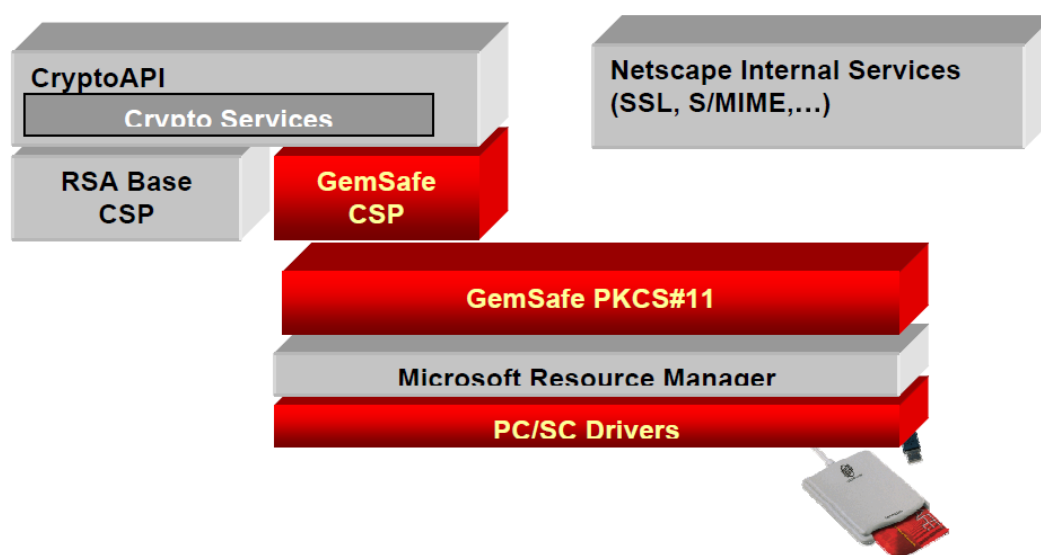 CryptoAPI
Crypto Services
Netscape Internal Services
(SSL, S/MIME,...)
RSA Base
CSP
GemSafe
CSP
GemSafe PKCS#11
Microsoft Resource Manager
PC/SC Drivers